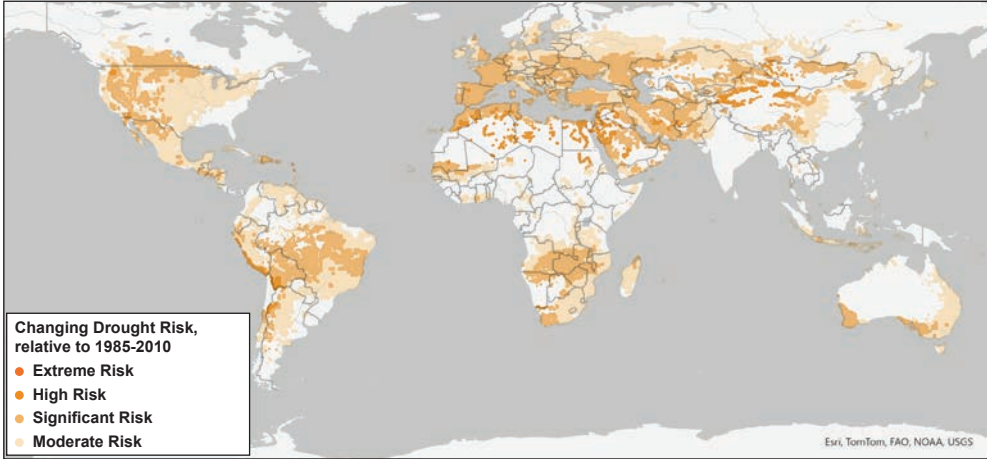 Changing Drought Risk,
relative to 1985-2010
Extreme Risk
High Risk
Significant Risk
Moderate Risk
Esri, TomTom, FAO, NOAA, USGS